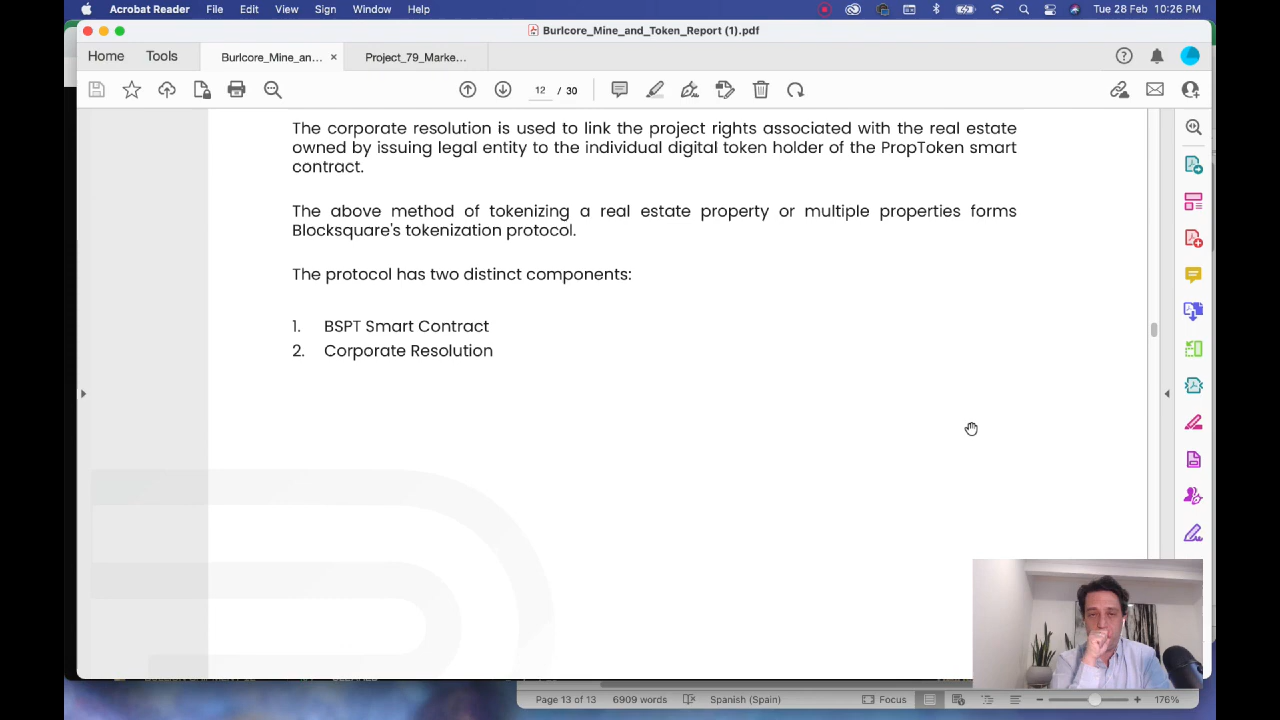 Acrobat Reader File Edit View Sign Window Help Tue 28 Feb 10:26 PM
Burlcore_Mine_and_Token_Report (1).pdf
Home Tools Burlcore_Mine_an... × Project_79_Marke...
12 / 30
The corporate resolution is used to link the project rights associated with the real estate
owned by issuing legal entity to the individual digital token holder of the PropToken smart
contract.
The above method of tokenizing a real estate property or multiple properties forms
Blocksquare's tokenization protocol.
The protocol has two distinct components:
1. BSPT Smart Contract
2. Corporate Resolution
Page 13 of 13 6909 words Spanish (Spain) Focus 176%